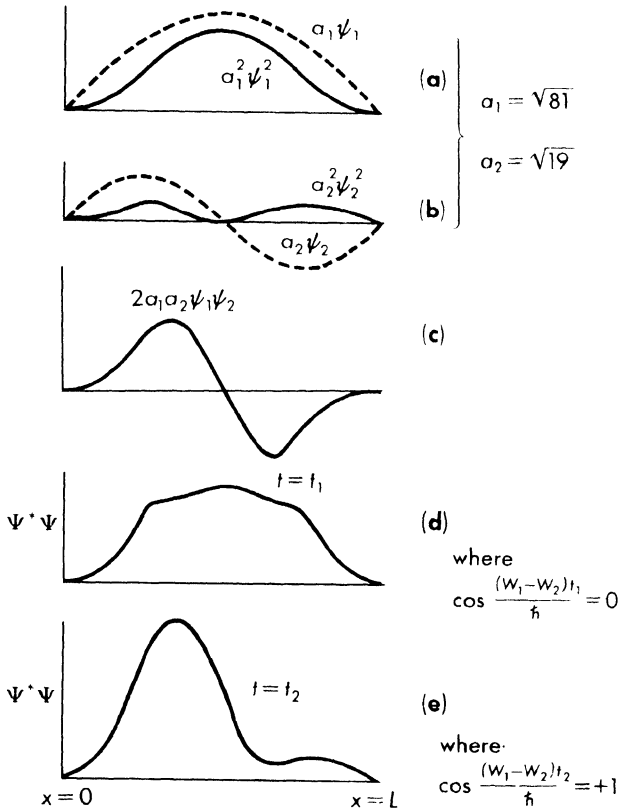 a₁ψ₁
a₁²ψ₁²
(a)
a₁ = √81
a₂ = √19
a₂²ψ₂²
(b)
a₂ψ₂
2a₁a₂ψ₁ψ₂
(c)
t = t₁
Ψ*Ψ
(d)
where
cos (W₁−W₂)t₁/ħ = 0
Ψ*Ψ
t = t₂
(e)
where
cos (W₁−W₂)t₂/ħ = +1
x = 0
x = L